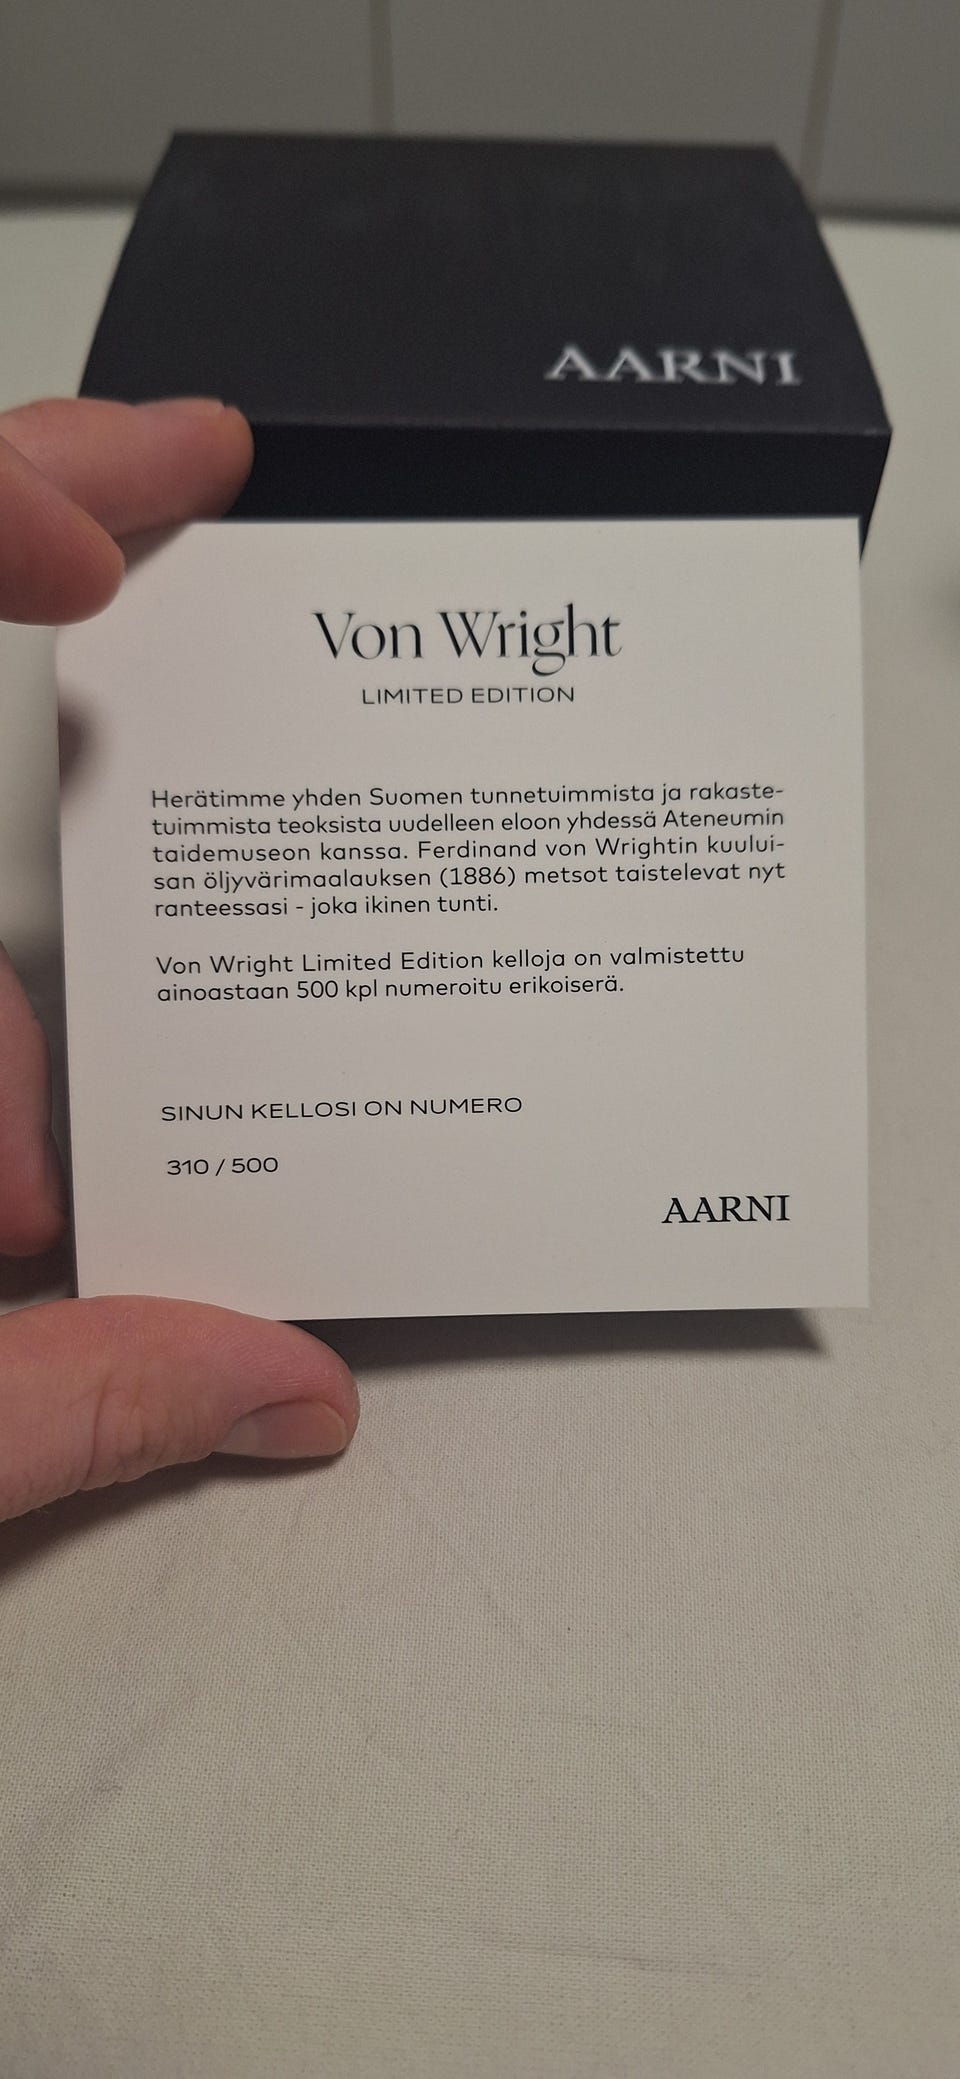 AARNI
Von Wright
LIMITED EDITION
Herätimme yhden Suomen tunnetuimmista ja rakaste-
tuimmista teoksista uudelleen eloon yhdessä Ateneumin
taidemuseon kanssa. Ferdinand von Wrightin kuului-
san öljyvärimaalauksen (1886) metsot taistelevat nyt
ranteessasi - joka ikinen tunti.
Von Wright Limited Edition kelloja on valmistettu
ainoastaan 500 kpl numeroitu erikoiserä.
SINUN KELLOSI ON NUMERO
310 / 500
AARNI